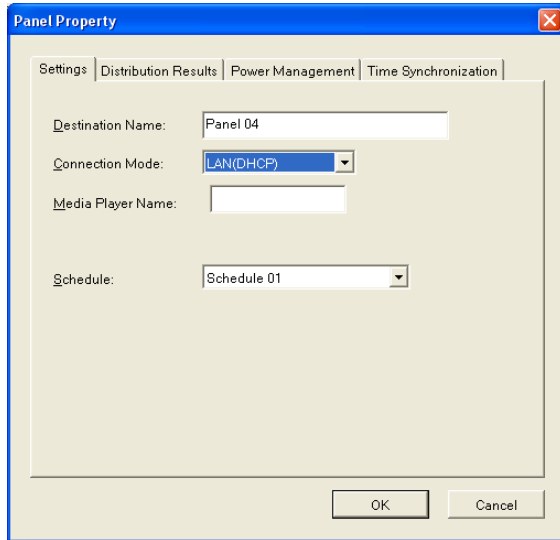 Panel Property
Settings Distribution Results Power Management Time Synchronization
Destination Name: Panel 04
Connection Mode: LAN(DHCP)
Media Player Name:
Schedule: Schedule 01
OK Cancel